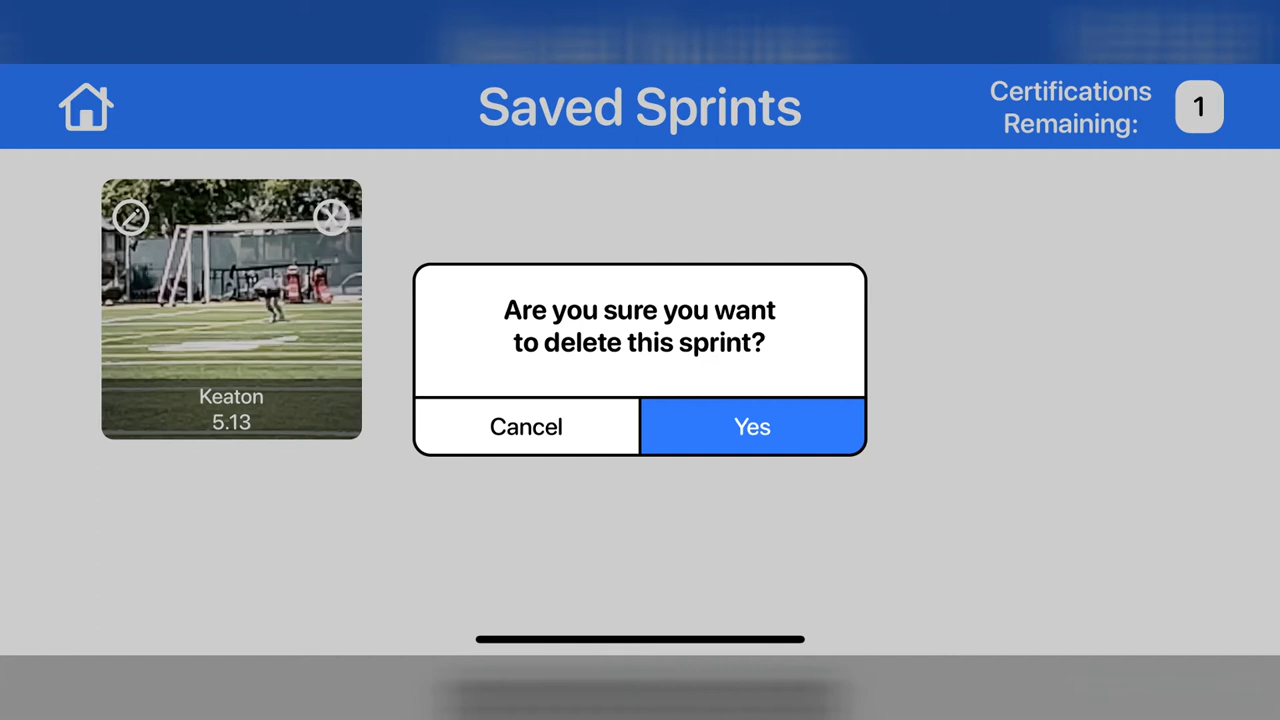 Saved Sprints
Certifications
Remaining:
1
Keaton
5.13
Are you sure you want
to delete this sprint?
Cancel
Yes